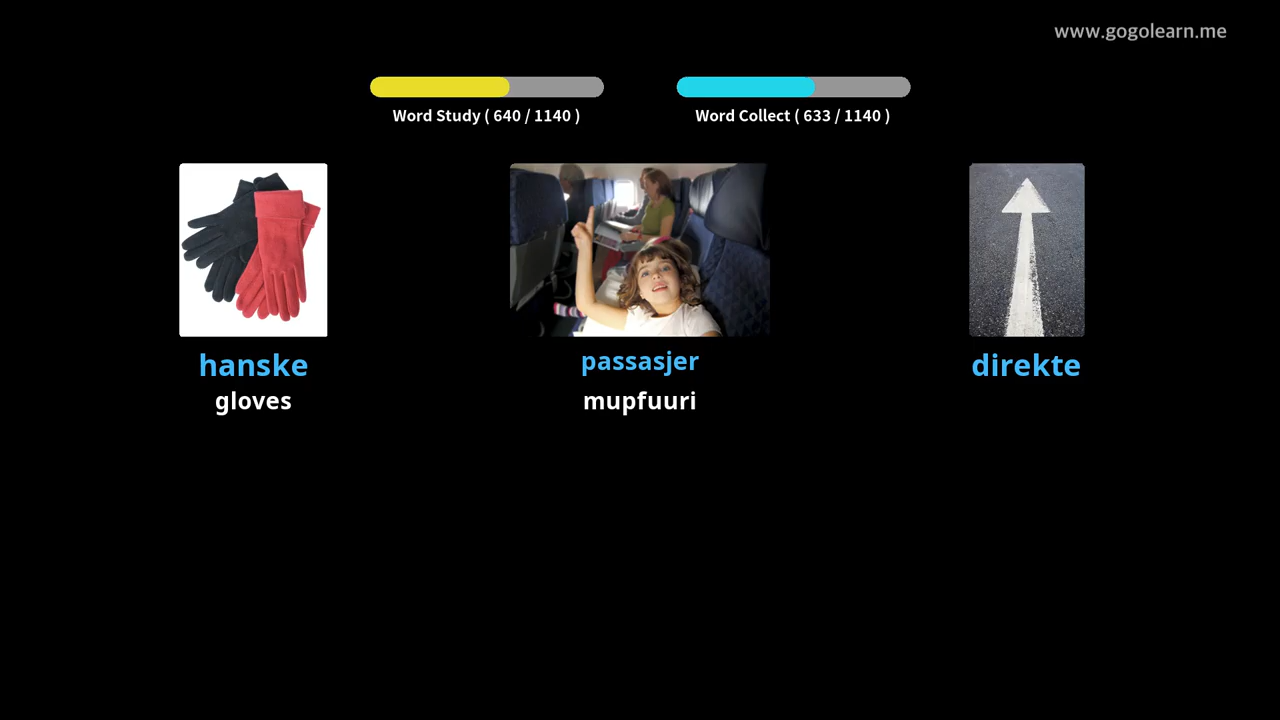 www.gogolearn.me
Word Study ( 640 / 1140 )
Word Collect ( 633 / 1140 )
hanske
gloves
passasjer
mupfuuri
direkte